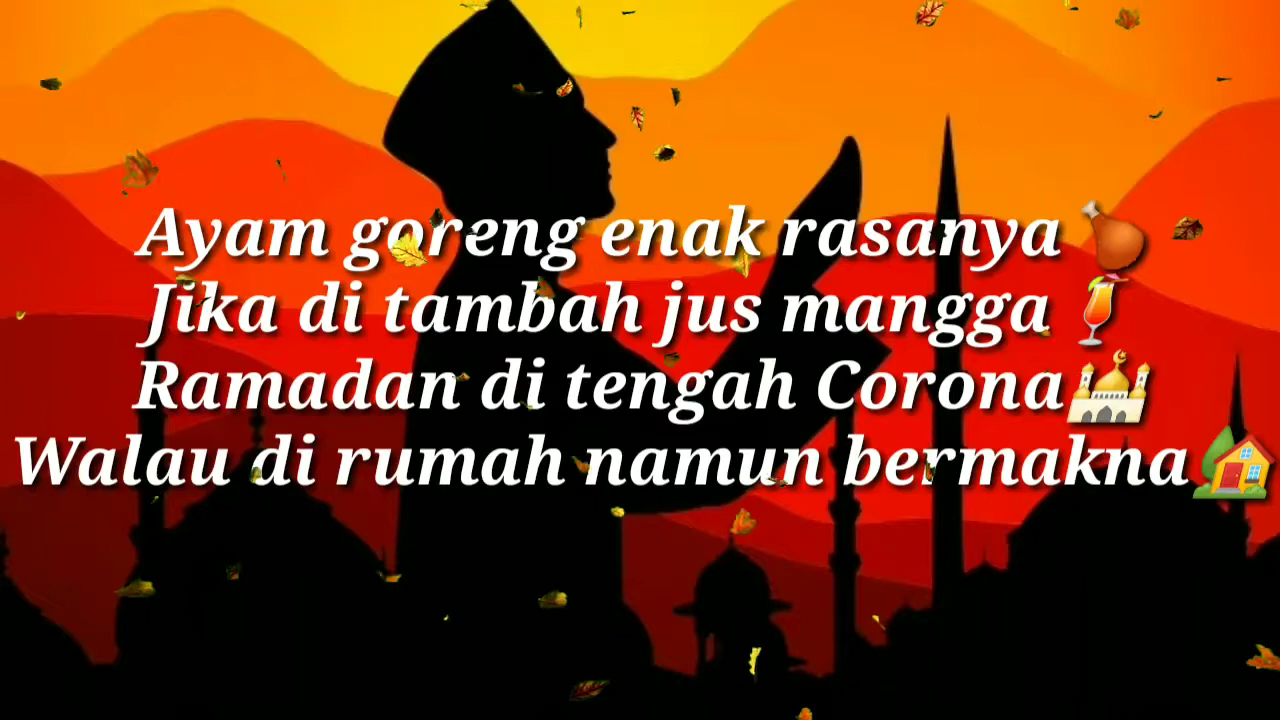 Ayam goreng enak rasanya 🍗
Jika di tambah jus mangga 🍹
Ramadan di tengah Corona🕌
Walau di rumah namun bermakna🏡